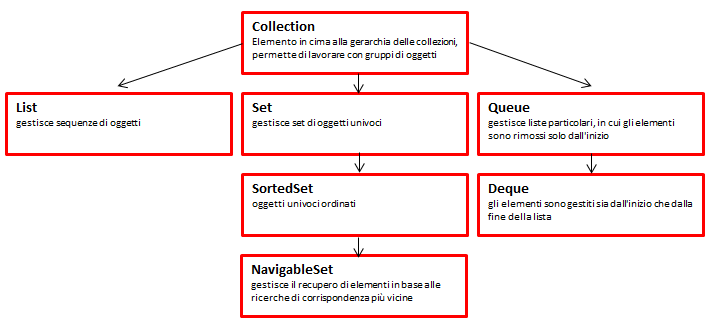 Collection
Elemento in cima alla gerarchia delle collezioni,
permette di lavorare con gruppi di oggetti
List
gestisce sequenze di oggetti
Set
gestisce set di oggetti univoci
Queue
gestisce liste particolari, in cui gli elementi
sono rimossi solo dall'inizio
SortedSet
oggetti univoci ordinati
Deque
gli elementi sono gestiti sia dall'inizio che dalla
fine della lista
NavigableSet
gestisce il recupero di elementi in base alle
ricerche di corrispondenza più vicine